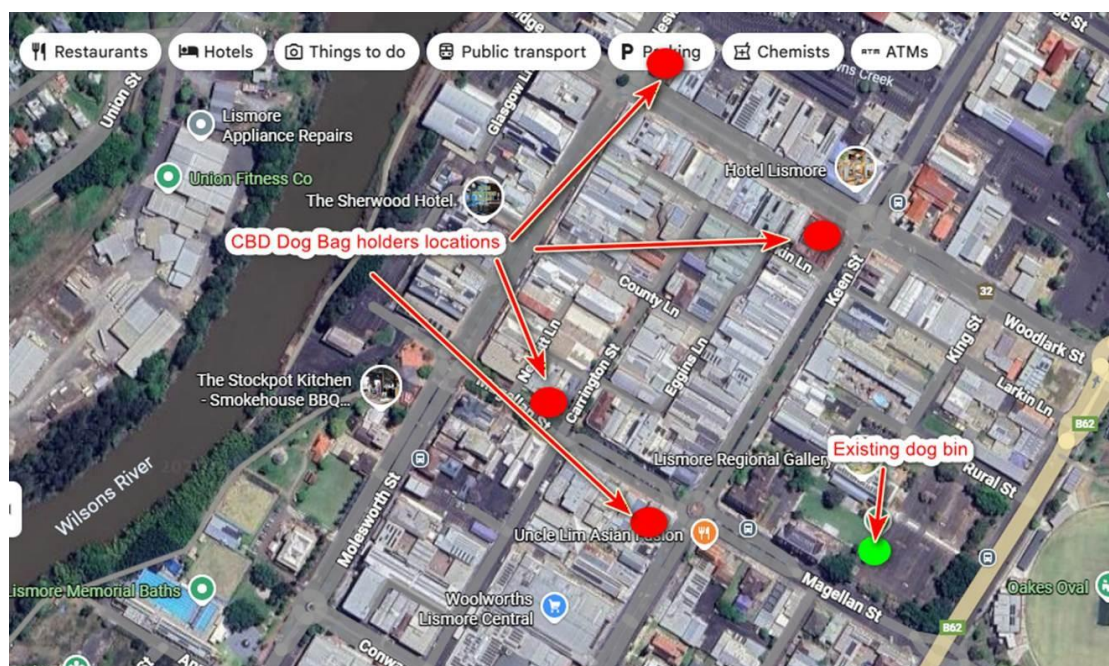 Restaurants
Hotels
Things to do
Public transport
Chemists
ATMs
Union St
Glasgow Ln
Lismore
Appliance Repairs
Union Fitness Co
The Sherwood Hotel
Hotel Lismore
CBD Dog Bag holders locations
County Ln
Keen St
32
Woodlark St
King St
Larkin Ln
Eggins Ln
Carrington St
The Stockpot Kitchen
- Smokehouse BBQ...
B62
Existing dog bin
Lismore Regional Gallery
Rural St
Wilsons River
Molesworth St
Uncle Lim Asian
Magellan St
Oakes Oval
Lismore Memorial Baths
Woolworths
Lismore Central
B62